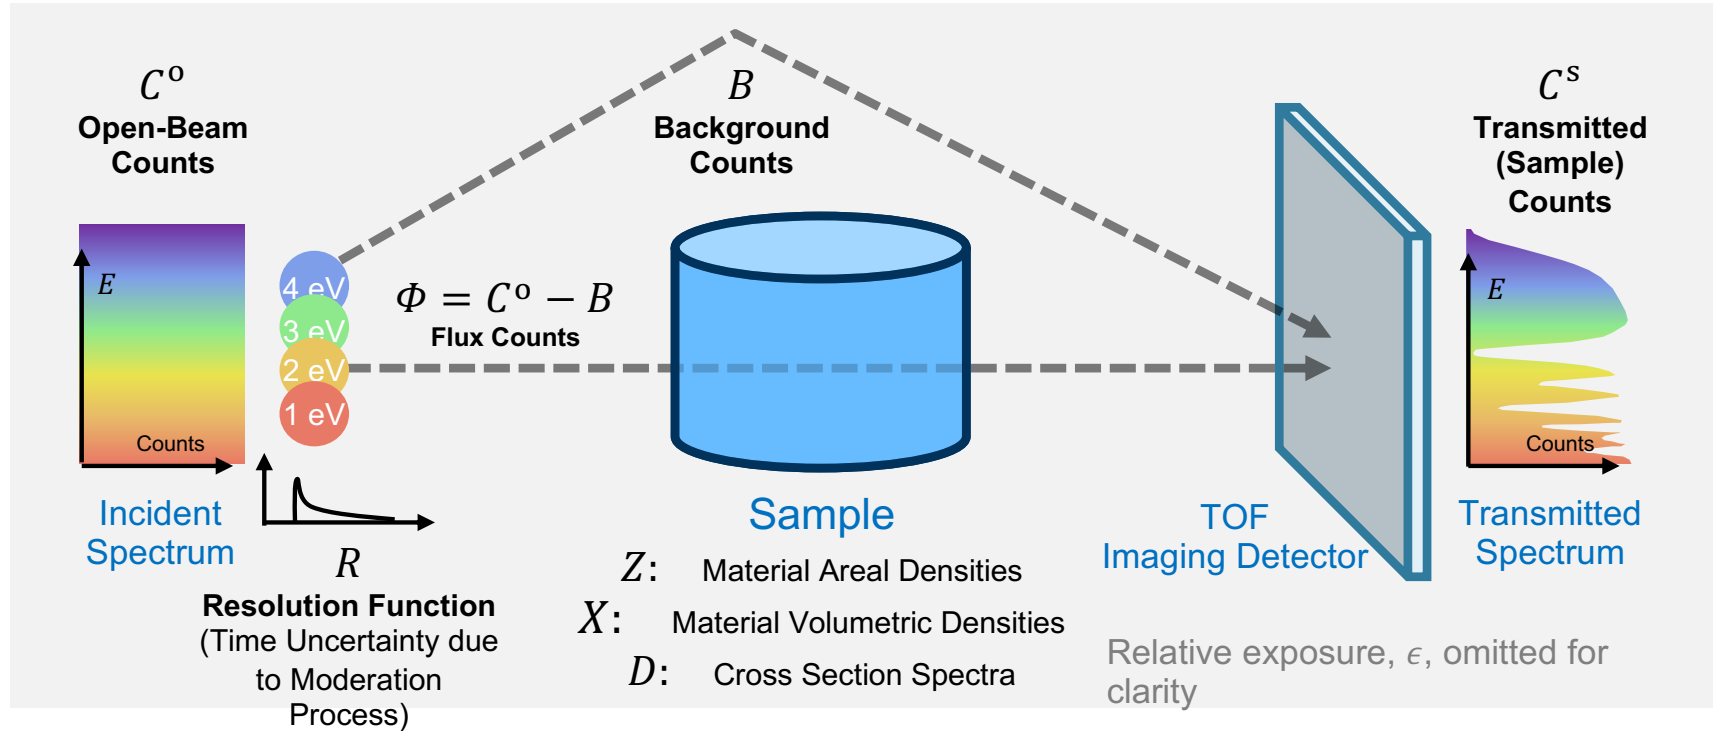 C°
Open-Beam
Counts
B
Background
Counts
C^s
Transmitted
(Sample)
Counts
E
Counts
4 eV
3 eV
2 eV
1 eV
Φ = C° − B
Flux Counts
E
Counts
Incident
Spectrum
R
Resolution Function
(Time Uncertainty due
to Moderation
Process)
Sample
Z: Material Areal Densities
X: Material Volumetric Densities
D: Cross Section Spectra
TOF
Imaging Detector
Transmitted
Spectrum
Relative exposure, ϵ, omitted for
clarity